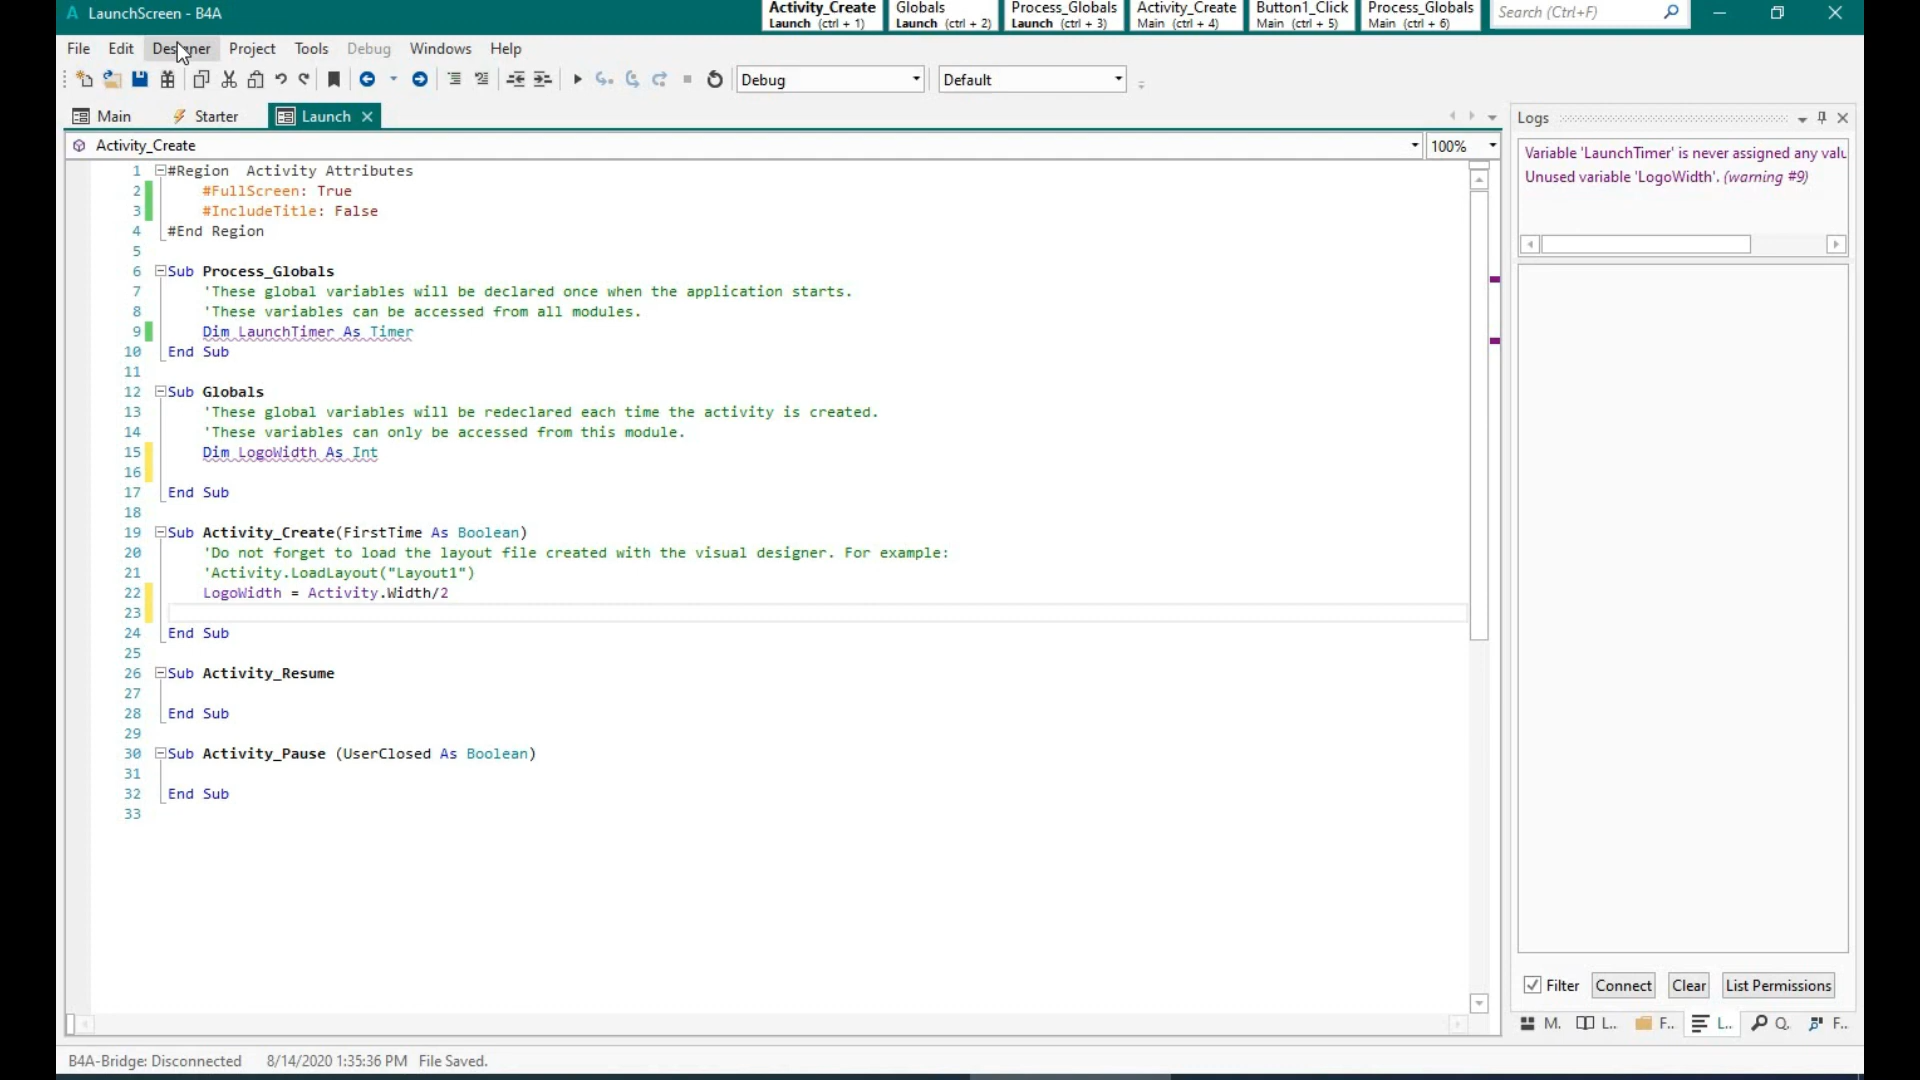 LaunchScreen - B4A
Activity_Create
Launch (ctrl + 1)
Globals
Launch (ctrl + 2)
Process_Globals
Launch (ctrl + 3)
Activity_Create
Main (ctrl + 4)
Button1_Click
Main (ctrl + 5)
Process_Globals
Main (ctrl + 6)
Search (Ctrl+F)
File Edit Designer Project Tools Debug Windows Help
Debug
Default
Main
Starter
Launch
Activity_Create
100%
1 #Region Activity Attributes
2 #FullScreen: True
3 #IncludeTitle: False
4 #End Region
5
6 Sub Process_Globals
7 'These global variables will be declared once when the application starts.
8 'These variables can be accessed from all modules.
9 Dim LaunchTimer As Timer
10 End Sub
11
12 Sub Globals
13 'These global variables will be redeclared each time the activity is created.
14 'These variables can only be accessed from this module.
15 Dim LogoWidth As Int
16
17 End Sub
18
19 Sub Activity_Create(FirstTime As Boolean)
20 'Do not forget to load the layout file created with the visual designer. For example:
21 'Activity.LoadLayout("Layout1")
22 LogoWidth = Activity.Width/2
23
24 End Sub
25
26 Sub Activity_Resume
27
28 End Sub
29
30 Sub Activity_Pause (UserClosed As Boolean)
31
32 End Sub
33
Logs
Variable 'LaunchTimer' is never assigned any valu
Unused variable 'LogoWidth'. (warning #9)
Filter
Connect
Clear
List Permissions
M.
L..
F..
L..
Q.
F..
B4A-Bridge: Disconnected 8/14/2020 1:35:36 PM File Saved.